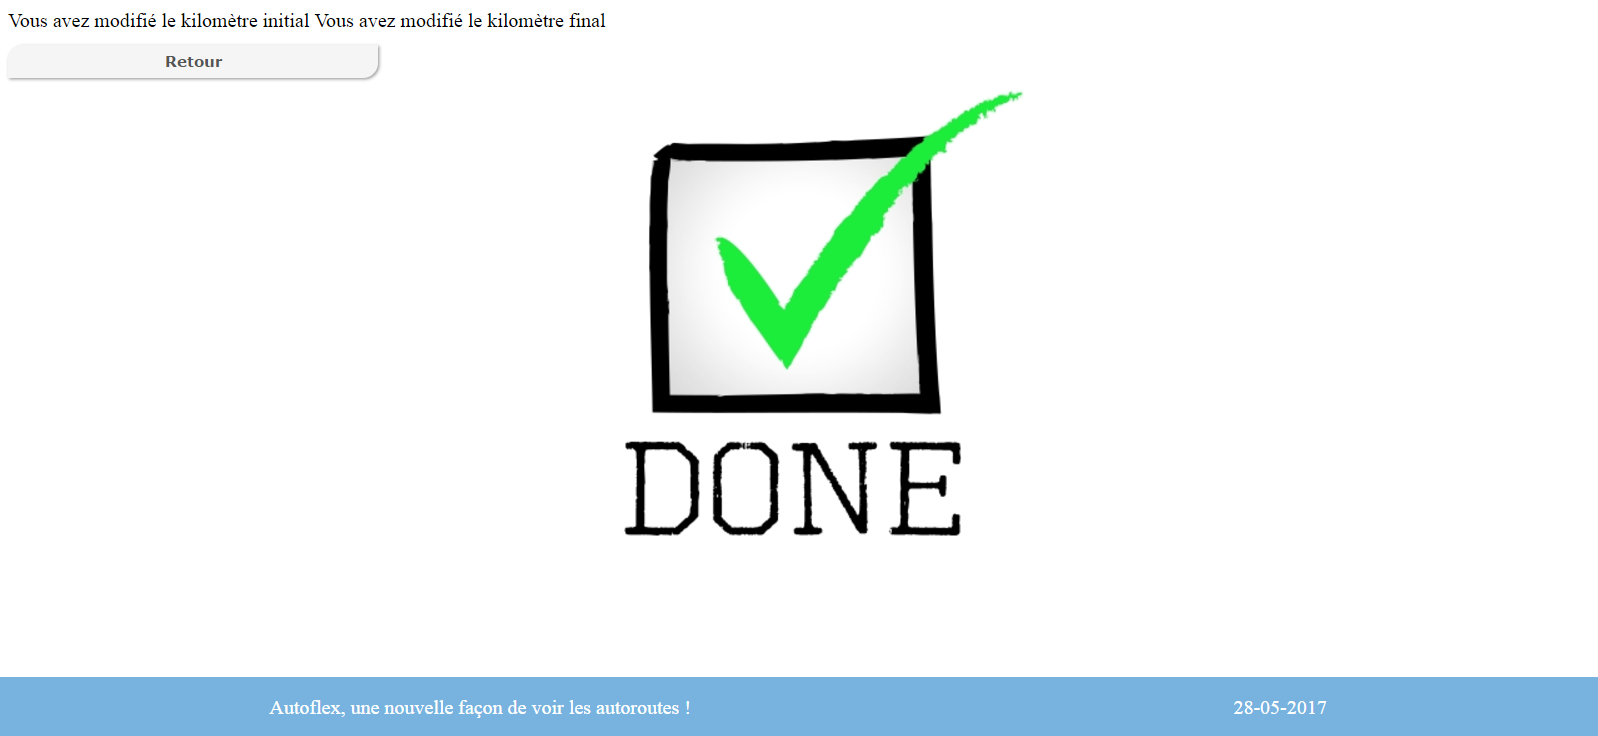 Vous avez modifié le kilomètre initial Vous avez modifié le kilomètre final
Retour
DONE
Autoflex, une nouvelle façon de voir les autoroutes !
28-05-2017